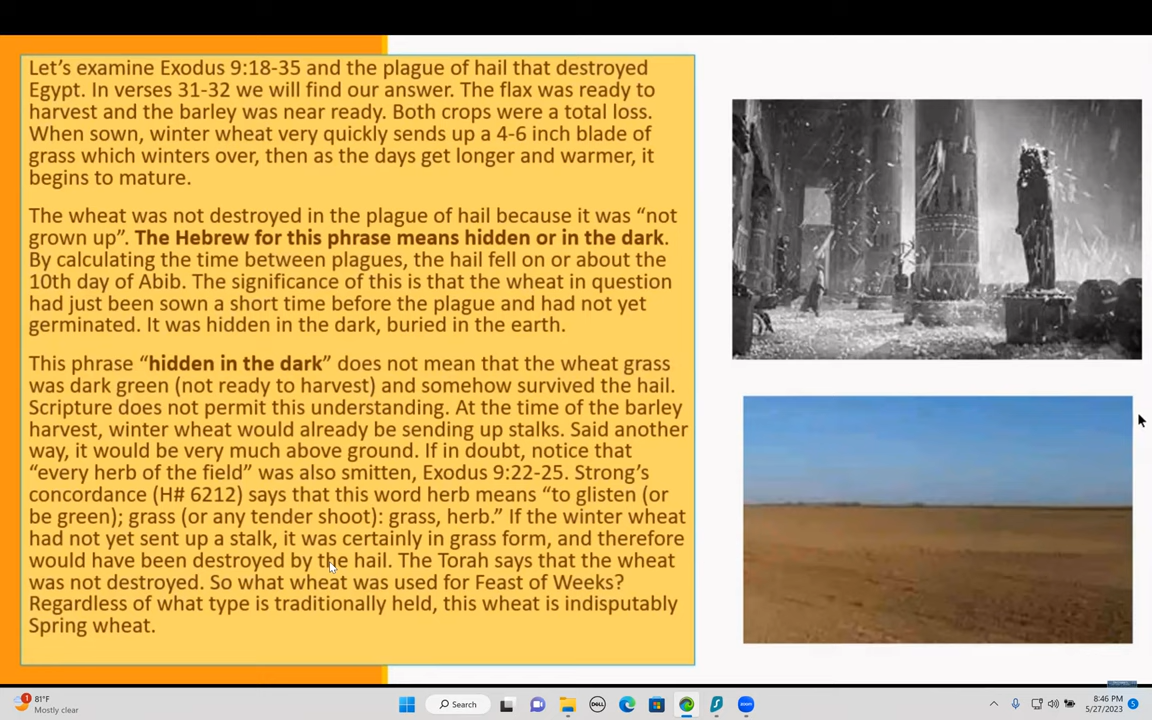 Let's examine Exodus 9:18-35 and the plague of hail that destroyed
Egypt. In verses 31-32 we will find our answer. The flax was ready to
harvest and the barley was near ready. Both crops were a total loss.
When sown, winter wheat very quickly sends up a 4-6 inch blade of
grass which winters over, then as the days get longer and warmer, it
begins to mature.
The wheat was not destroyed in the plague of hail because it was "not
grown up". The Hebrew for this phrase means hidden or in the dark.
By calculating the time between plagues, the hail fell on or about the
10th day of Abib. The significance of this is that the wheat in question
had just been sown a short time before the plague and had not yet
germinated. It was hidden in the dark, buried in the earth.
This phrase "hidden in the dark" does not mean that the wheat grass
was dark green (not ready to harvest) and somehow survived the hail.
Scripture does not permit this understanding. At the time of the barley
harvest, winter wheat would already be sending up stalks. Said another
way, it would be very much above ground. If in doubt, notice that
"every herb of the field" was also smitten, Exodus 9:22-25. Strong's
concordance (H# 6212) says that this word herb means "to glisten (or
be green); grass (or any tender shoot): grass, herb." If the winter wheat
had not yet sent up a stalk, it was certainly in grass form, and therefore
would have been destroyed by the hail. The Torah says that the wheat
was not destroyed. So what wheat was used for Feast of Weeks?
Regardless of what type is traditionally held, this wheat is indisputably
Spring wheat.
1
81°F
Mostly clear
Search
DELL
zoom
8:46 PM
5/27/2023
5